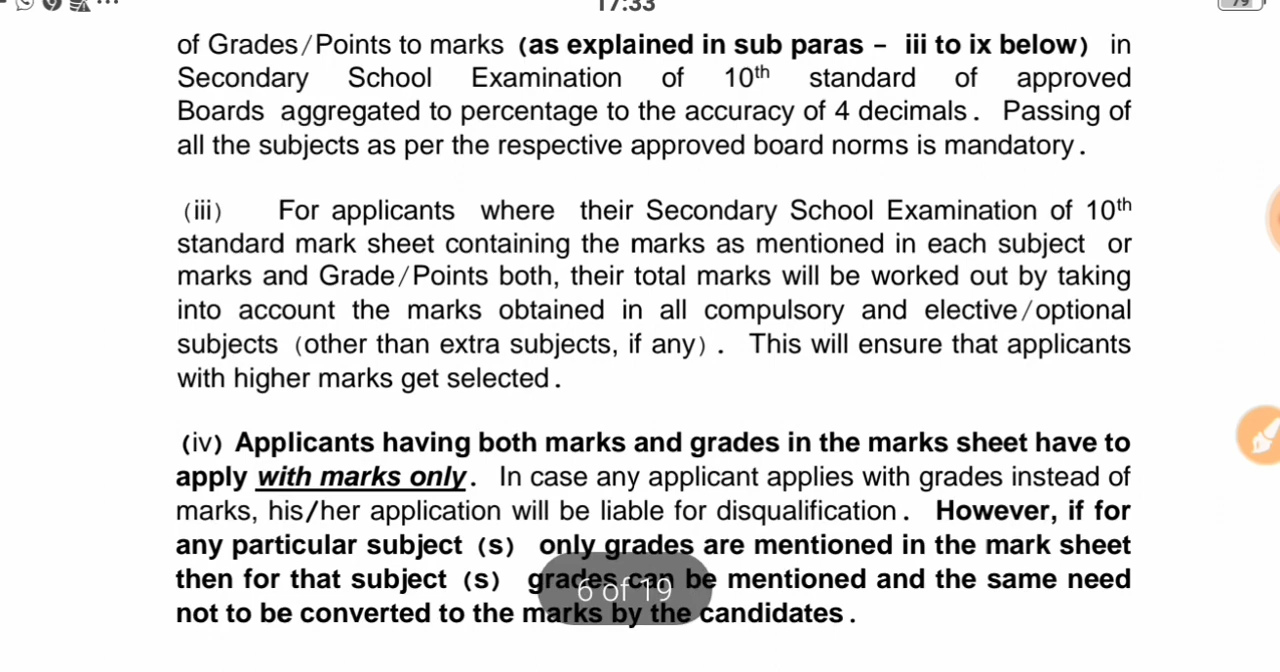 17:33
79
of Grades/Points to marks (as explained in sub paras – iii to ix below) in
Secondary School Examination of 10th standard of approved
Boards aggregated to percentage to the accuracy of 4 decimals. Passing of
all the subjects as per the respective approved board norms is mandatory.
(iii) For applicants where their Secondary School Examination of 10th
standard mark sheet containing the marks as mentioned in each subject or
marks and Grade/Points both, their total marks will be worked out by taking
into account the marks obtained in all compulsory and elective/optional
subjects (other than extra subjects, if any). This will ensure that applicants
with higher marks get selected.
(iv) Applicants having both marks and grades in the marks sheet have to
apply with marks only. In case any applicant applies with grades instead of
marks, his/her application will be liable for disqualification. However, if for
any particular subject (s) only grades are mentioned in the mark sheet
then for that subject (s) grades can be mentioned and the same need
6 of 19
not to be converted to the marks by the candidates.